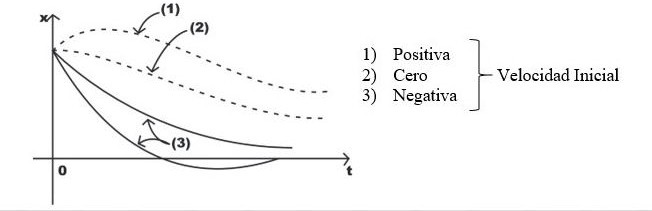 x
(1)
(2)
(3)
0
t
1) Positiva
2) Cero
3) Negativa
Velocidad Inicial